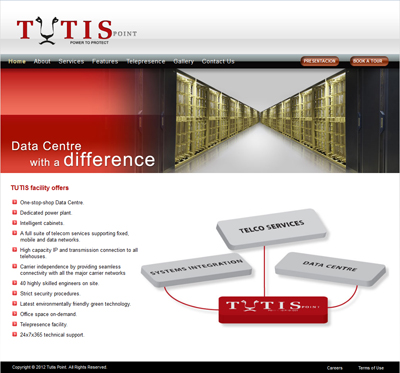 TUTIS POINT
POWER TO PROTECT
Home About Services Features Telepresence Gallery Contact Us PRESENTACION BOOK A TOUR
Data Centre
with a difference
TUTIS facility offers
One-stop-shop Data Centre.
Dedicated power plant.
Intelligent cabinets
A full suite of telecom services supporting fixed,
mobile and data networks.
High capacity IP and transmission connection to all
telehouses.
Carrier independence by providing seamless
connectivity with all the major carrier networks
40 highly skilled engineers on site
Strict security procedures.
Latest environmentally friendly green technology.
Office space on-demand.
Telepresence facility.
24x7x365 technical support.
TELCO SERVICES
SYSTEMS INTEGRATION
DATA CENTRE
TUTIS POINT
Copyright © 2012 Tutis Point. All Rights Reserved. Careers Terms of Use